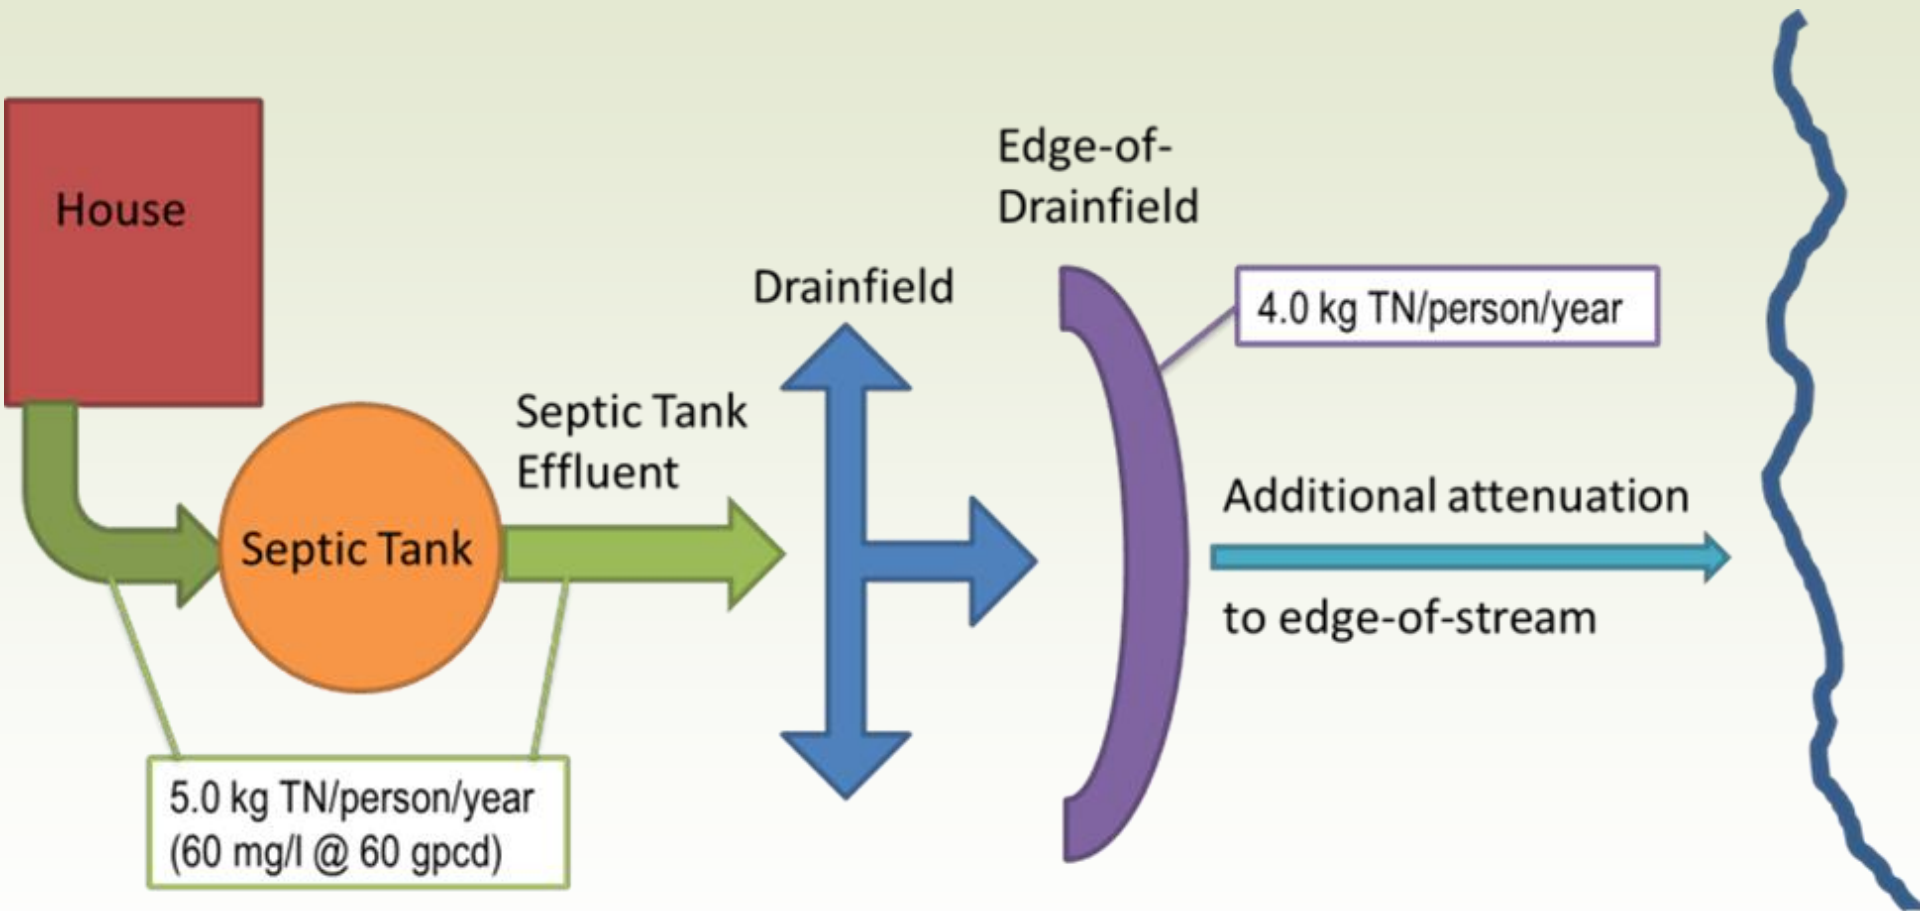 House
Septic Tank
Septic Tank
Effluent
Drainfield
Edge-of-
Drainfield
4.0 kg TN/person/year
Additional attenuation
to edge-of-stream
5.0 kg TN/person/year
(60 mg/l @ 60 gpcd)